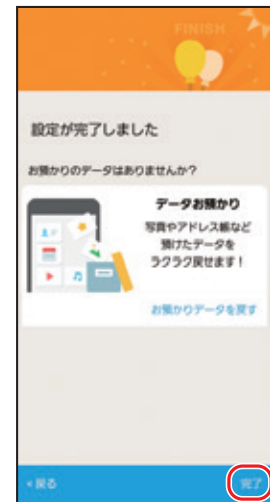 FINISH
設定が完了しました
お預かりのデータはありませんか?
データお預かり
写真やアドレス帳など
預けたデータを
ラクラク戻せます!
お預かりデータを戻す
<戻る
完了